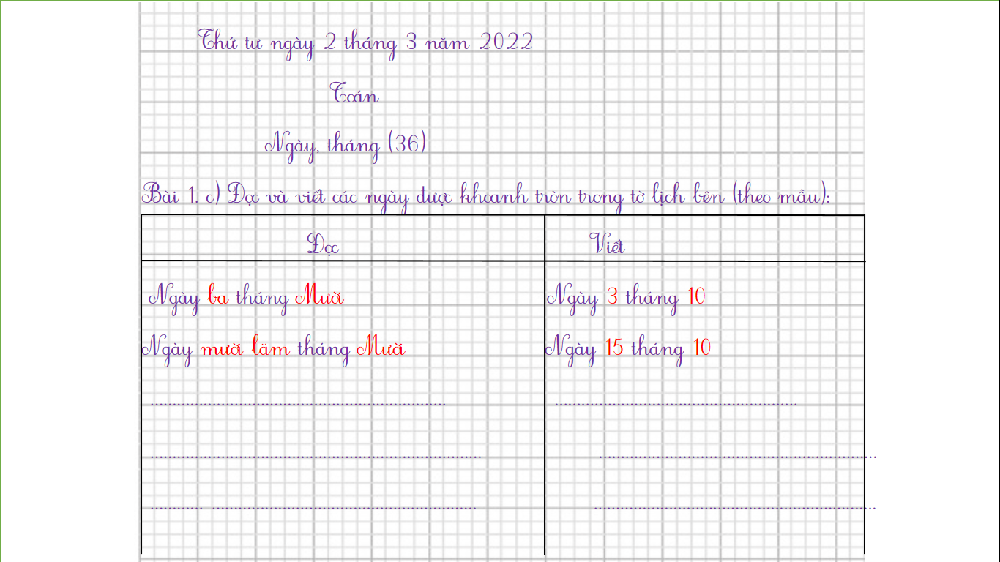 Thứ tư ngày 2 tháng 3 năm 2022
Toán
Ngày, tháng (36)
Bài 1. c) Đọc và viết các ngày được khoanh tròn trong tờ lịch bên (theo mẫu):
Đọc Viết
Ngày ba tháng Mười Ngày 3 tháng 10
Ngày mười lăm tháng Mười Ngày 15 tháng 10